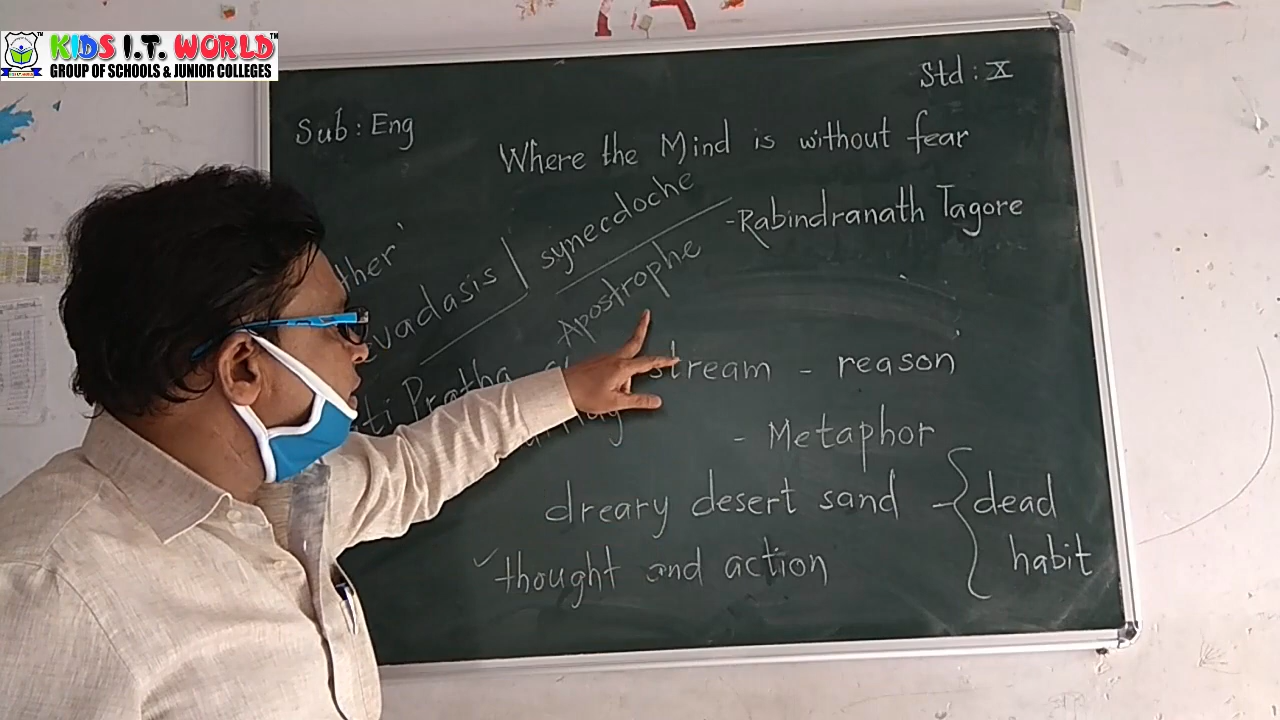 KIDS I.T. WORLD
GROUP OF SCHOOLS & JUNIOR COLLEGES
Std : X
Sub : Eng
Where the Mind is without fear
- Rabindranath Tagore
synecdoche
Apostrophe
Pratha
stream - reason
- Metaphor
dreary desert sand - { dead habit
✓ thought and action